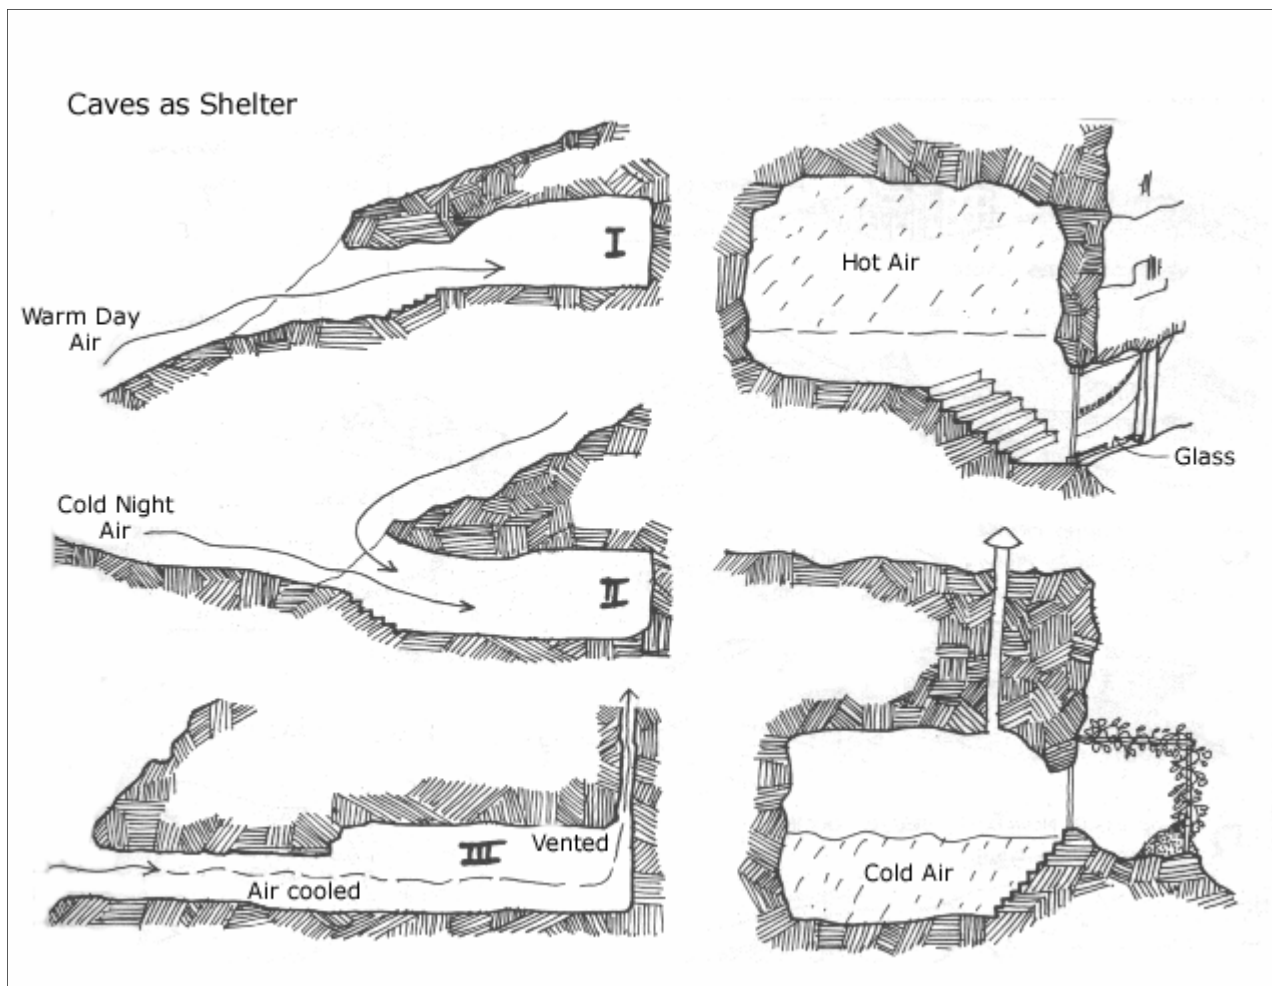 Caves as Shelter
I
Warm Day
Air
Cold Night
Air
II
III
Vented
Air cooled
Hot Air
Glass
Cold Air